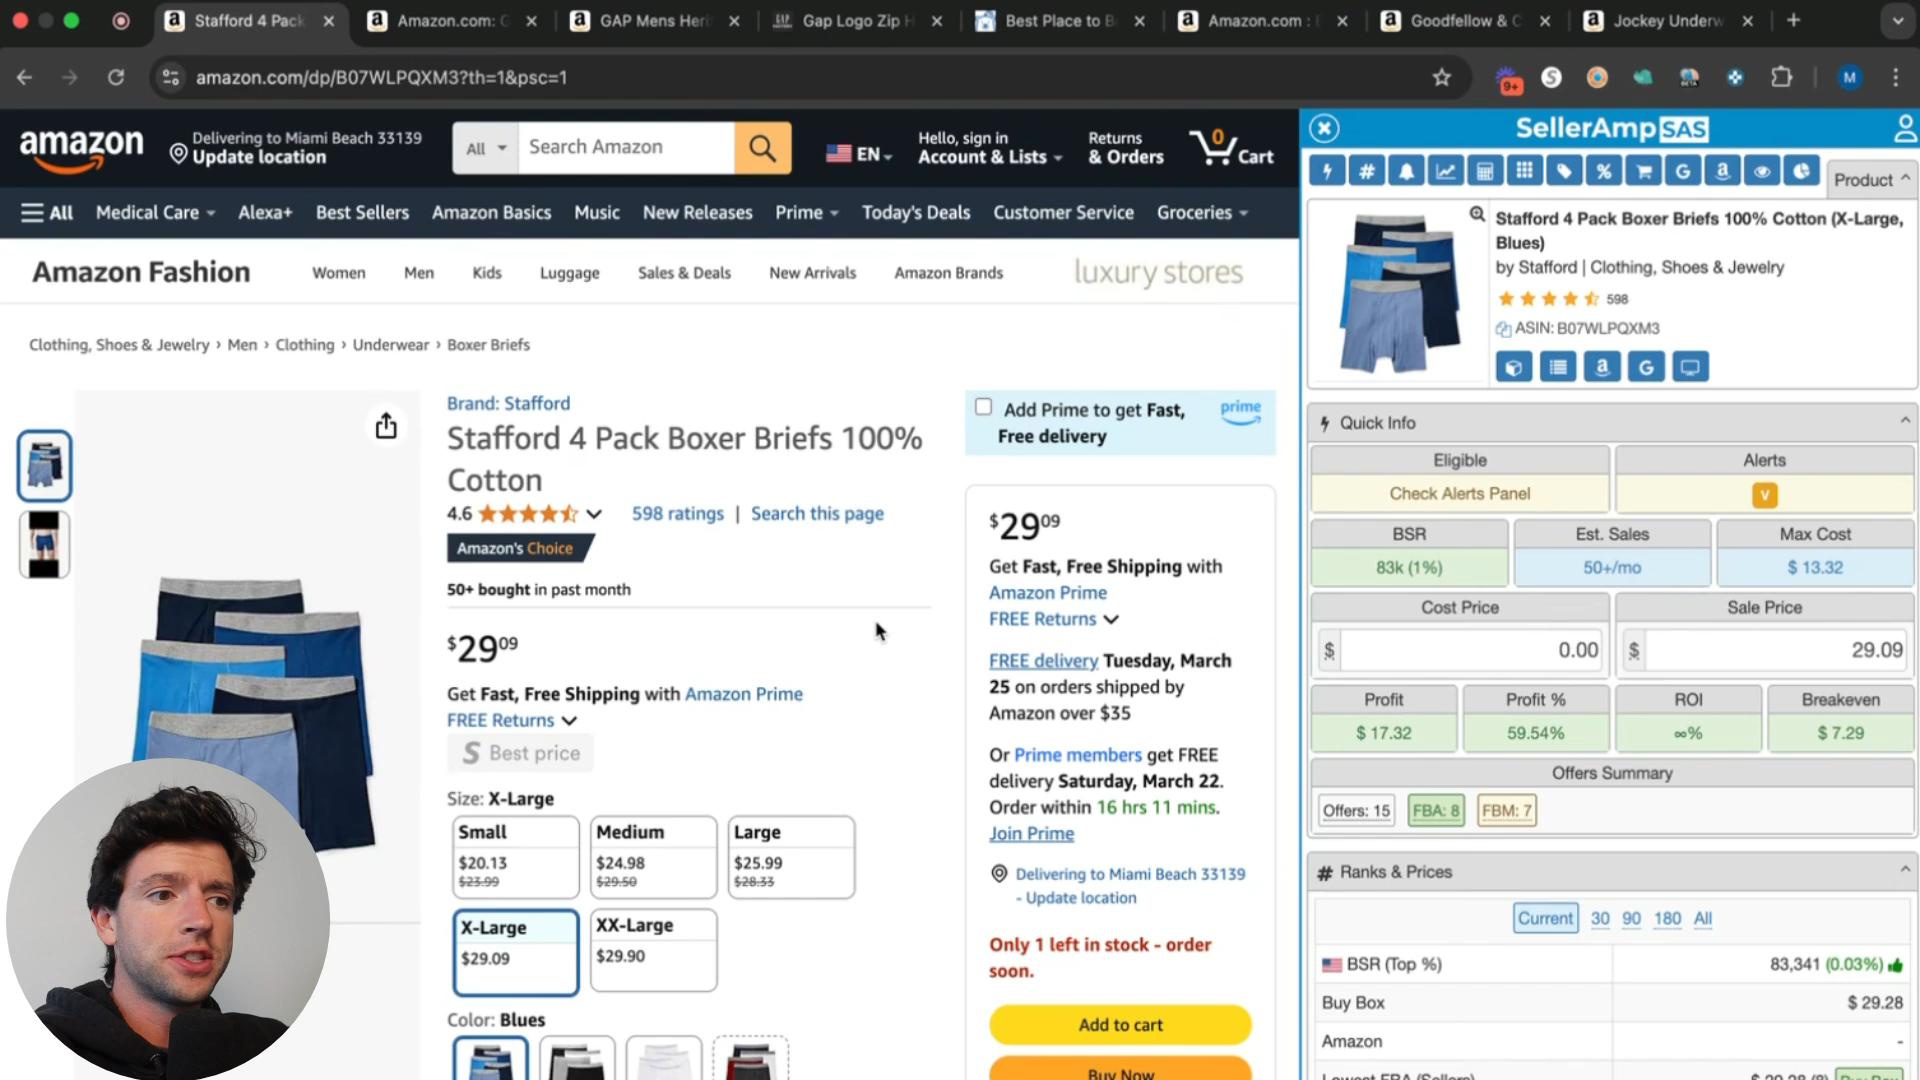 Stafford 4 Pack
Amazon.com: G
GAP Mens Heri
Gap Logo Zip H
Best Place to B
Amazon.com :
Goodfellow & C
Jockey Underw
amazon.com/dp/B07WLPQXM3?th=1&psc=1
9+
M
amazon
Delivering to Miami Beach 33139
Update location
All
Search Amazon
EN
Hello, sign in
Account & Lists
Returns
& Orders
0
Cart
All
Medical Care
Alexa+
Best Sellers
Amazon Basics
Music
New Releases
Prime
Today's Deals
Customer Service
Groceries
Amazon Fashion
Women
Men
Kids
Luggage
Sales & Deals
New Arrivals
Amazon Brands
luxury stores
Clothing, Shoes & Jewelry › Men › Clothing › Underwear › Boxer Briefs
Brand: Stafford
Stafford 4 Pack Boxer Briefs 100%
Cotton
4.6
598 ratings | Search this page
Amazon's Choice
50+ bought in past month
$2909
Get Fast, Free Shipping with Amazon Prime
FREE Returns
S Best price
Size: X-Large
Small
$20.13
$23.99
Medium
$24.98
$29.50
Large
$25.99
$28.33
X-Large
$29.09
XX-Large
$29.90
Color: Blues
Add Prime to get Fast,
Free delivery
prime
$2909
Get Fast, Free Shipping with
Amazon Prime
FREE Returns
FREE delivery Tuesday, March
25 on orders shipped by
Amazon over $35
Or Prime members get FREE
delivery Saturday, March 22.
Order within 16 hrs 11 mins.
Join Prime
Delivering to Miami Beach 33139
- Update location
Only 1 left in stock - order
soon.
Add to cart
Buy Now
SellerAmp SAS
Product
Stafford 4 Pack Boxer Briefs 100% Cotton (X-Large,
Blues)
by Stafford | Clothing, Shoes & Jewelry
598
ASIN: B07WLPQXM3
Quick Info
Eligible
Alerts
Check Alerts Panel
V
BSR
Est. Sales
Max Cost
83k (1%)
50+/mo
$ 13.32
Cost Price
Sale Price
$ 0.00
$ 29.09
Profit
Profit %
ROI
Breakeven
$ 17.32
59.54%
∞%
$ 7.29
Offers Summary
Offers: 15
FBA: 8
FBM: 7
# Ranks & Prices
Current
30
90
180
All
BSR (Top %)
83,341 (0.03%)
Buy Box
$ 29.28
Amazon
-
Lowest FBA (Sellers)